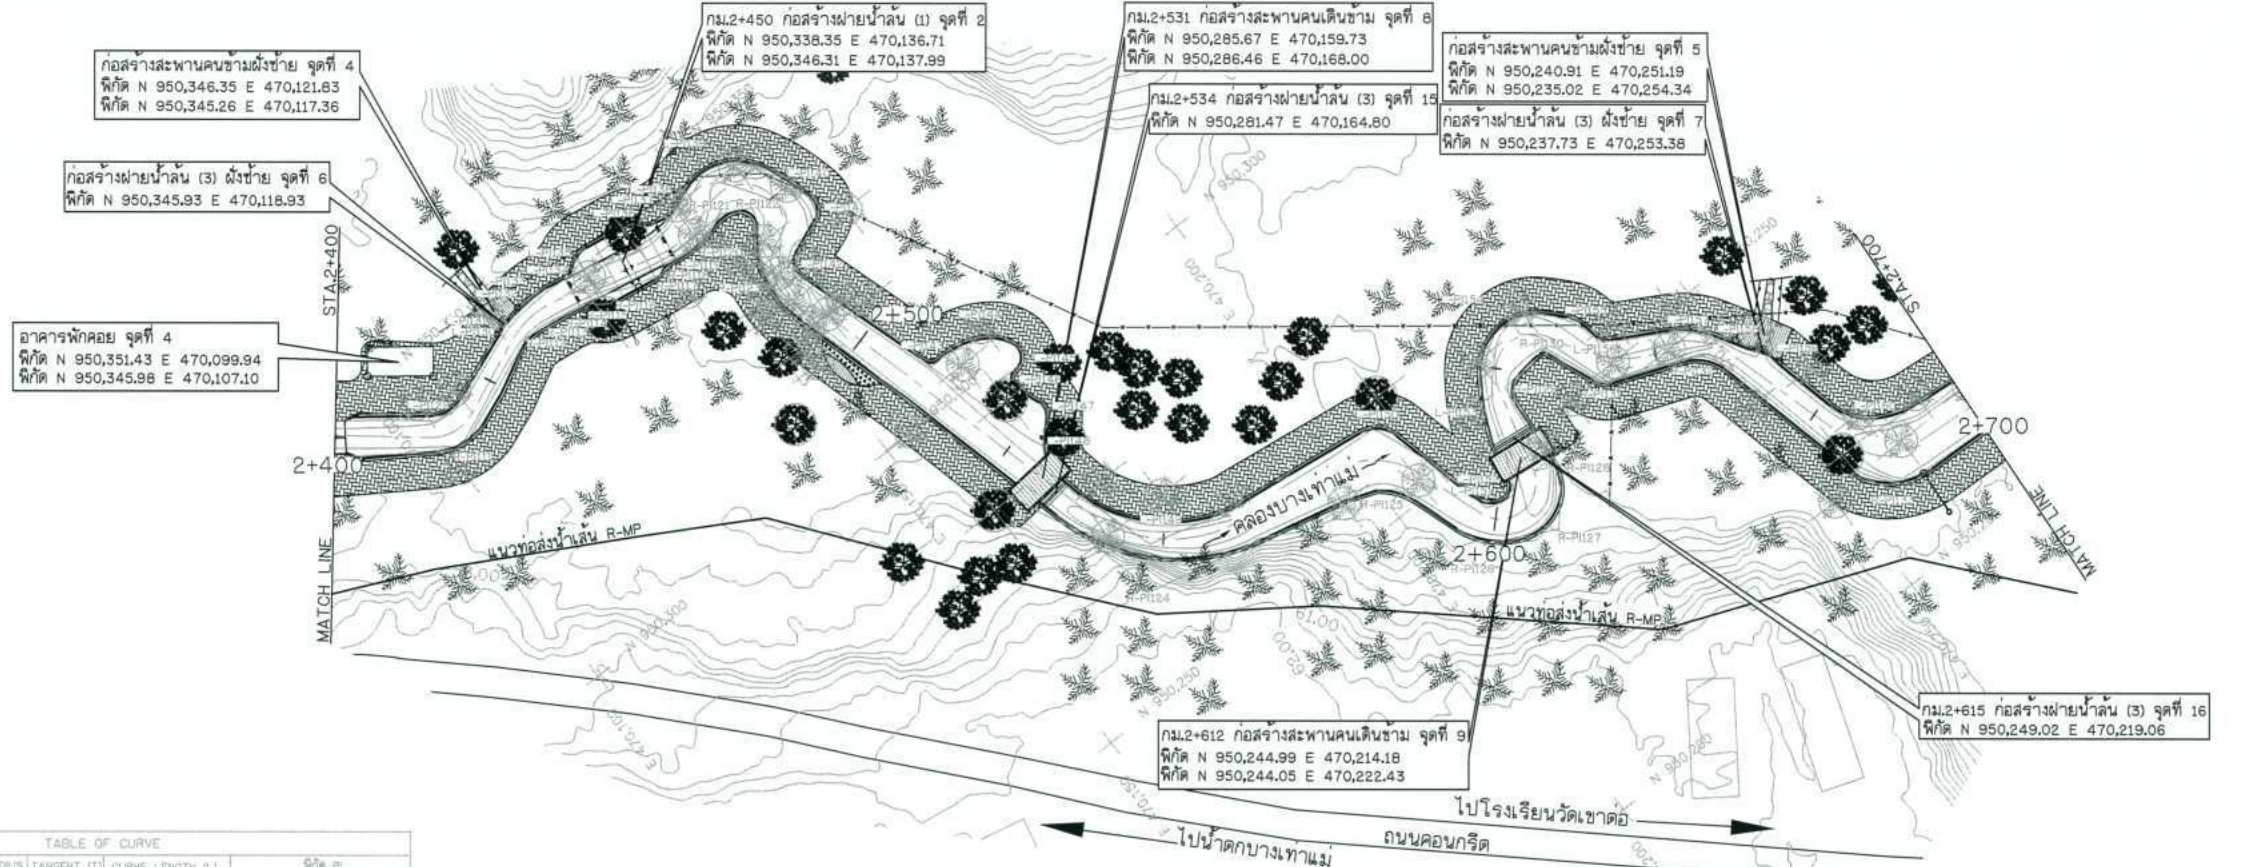 กม.2+450 ก่อสร้างฝายน้ำล้น (1) จุดที่ 2
พิกัด N 950,338.35 E 470,136.71
พิกัด N 950,346.31 E 470,137.99
กม.2+531 ก่อสร้างสะพานคนเดินข้าม จุดที่ 8
พิกัด N 950,285.67 E 470,159.73
พิกัด N 950,286.46 E 470,168.00
ก่อสร้างสะพานคนข้ามฝั่งซ้าย จุดที่ 5
พิกัด N 950,240.91 E 470,251.19
พิกัด N 950,235.02 E 470,254.34
ก่อสร้างสะพานคนข้ามฝั่งซ้าย จุดที่ 4
พิกัด N 950,346.35 E 470,121.83
พิกัด N 950,345.26 E 470,117.36
กม.2+534 ก่อสร้างฝายน้ำล้น (3) จุดที่ 15
พิกัด N 950,281.47 E 470,164.80
ก่อสร้างฝายน้ำล้น (3) ฝั่งซ้าย จุดที่ 7
พิกัด N 950,237.73 E 470,253.38
ก่อสร้างฝายน้ำล้น (3) ฝั่งซ้าย จุดที่ 6
พิกัด N 950,345.93 E 470,118.93
N 950,300
E 470,200
STA.2+400
STA.2+700
อาคารพักคอย จุดที่ 4
พิกัด N 950,351.43 E 470,099.94
พิกัด N 950,345.98 E 470,107.10
2+500
R-PI130
2+400
2+700
คลองบางเท่าแม่
R-PI125
R-PI127
2+600
แนวท่อส่งน้ำเส้น R-MP
R-PI124
แนวท่อส่งน้ำเส้น R-MP
MATCH LINE
MATCH LINE
N 950,300
61.00
62.00
N 950,250
E 470,100
กม.2+615 ก่อสร้างฝายน้ำล้น (3) จุดที่ 16
พิกัด N 950,249.02 E 470,219.06
กม.2+612 ก่อสร้างสะพานคนเดินข้าม จุดที่ 9
พิกัด N 950,244.99 E 470,214.18
พิกัด N 950,244.05 E 470,222.43
N 950,200
E 470,150
ไปโรงเรียนวัดเขาต่อ
ถนนคอนกรีต
ไปน้ำตกบางเท่าแม่
TABLE OF CURVE